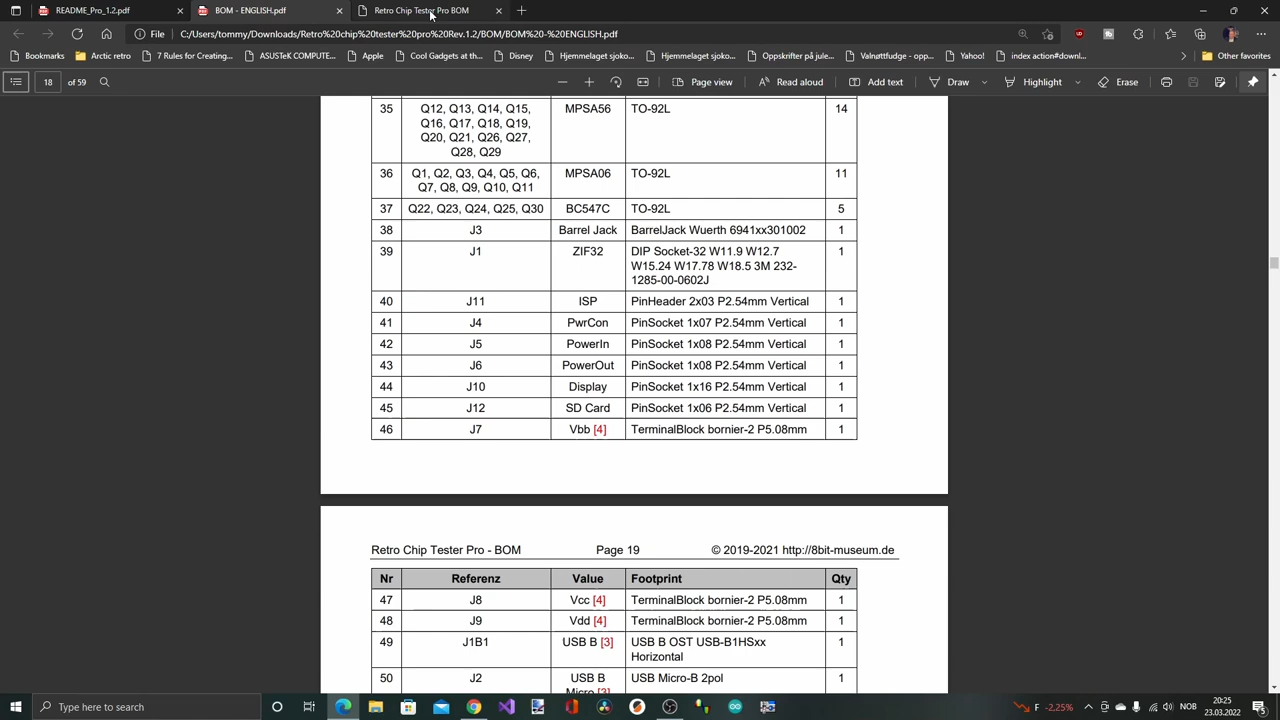 README_Pro_1.2.pdf
BOM - ENGLISH.pdf
Retro Chip Tester Pro BOM
File
C:/Users/tommy/Downloads/Retro%20chip%20tester%20pro%20Rev.1.2/BOM/BOM%20-%20ENGLISH.pdf
Bookmarks
Arctic retro
7 Rules for Creating...
ASUSTeK COMPUTE...
Apple
Cool Gadgets at Ge...
Disney
Hjemmelaget slott...
Hjemmelaget gløgg...
Oppskrifter på jule...
Valnøttfudge - opp...
Yahoo!
intex action#downl...
Other favorites
18
of 59
Page view
Read aloud
Add text
Draw
Highlight
Erase
35 Q12, Q13, Q14, Q15, MPSA56 TO-92L 14
Q16, Q17, Q18, Q19,
Q20, Q21, Q26, Q27,
Q28, Q29
36 Q1, Q2, Q3, Q4, Q5, Q6, MPSA06 TO-92L 11
Q7, Q8, Q9, Q10, Q11
37 Q22, Q23, Q24, Q25, Q30 BC547C TO-92L 5
38 J3 Barrel Jack BarrelJack Wuerth 6941xx301002 1
39 J1 ZIF32 DIP Socket-32 W11.9 W12.7 1
W15.24 W17.78 W18.5 3M 232-
1285-00-0602J
40 J11 ISP PinHeader 2x03 P2.54mm Vertical 1
41 J4 PwrCon PinSocket 1x07 P2.54mm Vertical 1
42 J5 PowerIn PinSocket 1x08 P2.54mm Vertical 1
43 J6 PowerOut PinSocket 1x08 P2.54mm Vertical 1
44 J10 Display PinSocket 1x16 P2.54mm Vertical 1
45 J12 SD Card PinSocket 1x06 P2.54mm Vertical 1
46 J7 Vbb [4] TerminalBlock bornier-2 P5.08mm 1
Retro Chip Tester Pro - BOM Page 19 © 2019-2021 http://8bit-museum.de
Nr Referenz Value Footprint Qty
47 J8 Vcc [4] TerminalBlock bornier-2 P5.08mm 1
48 J9 Vdd [4] TerminalBlock bornier-2 P5.08mm 1
49 J1B1 USB B [3] USB B OST USB-B1HSxx 1
Horizontal
50 J2 USB B USB Micro-B 2pol 1
Micro [3]
Type here to search
F -2,25%
NOB
20:25
23.03.2022